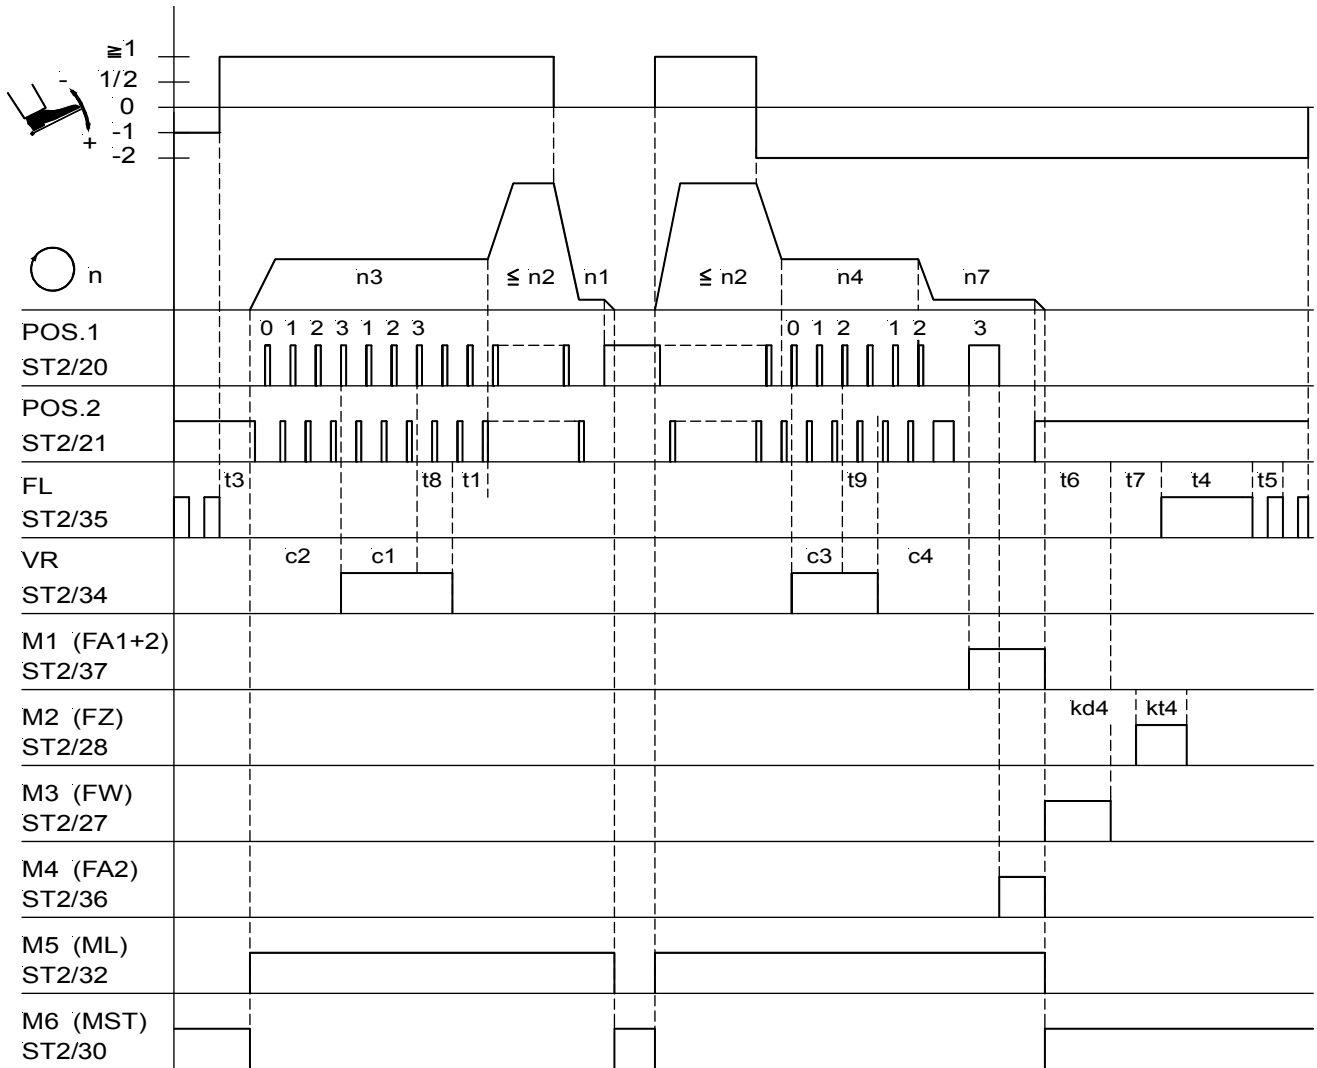 ≧1
- 1/2
0
-1
+ -2
n n3 ≦ n2 n1 ≦ n2 n4 n7
POS.1 0 1 2 3 1 2 3 0 1 2 1 2 3
ST2/20
POS.2
ST2/21
FL t3 t8 t1 t9 t6 t7 t4 t5
ST2/35
VR c2 c1 c3 c4
ST2/34
M1 (FA1+2)
ST2/37
M2 (FZ) kd4 kt4
ST2/28
M3 (FW)
ST2/27
M4 (FA2)
ST2/36
M5 (ML)
ST2/32
M6 (MST)
ST2/30